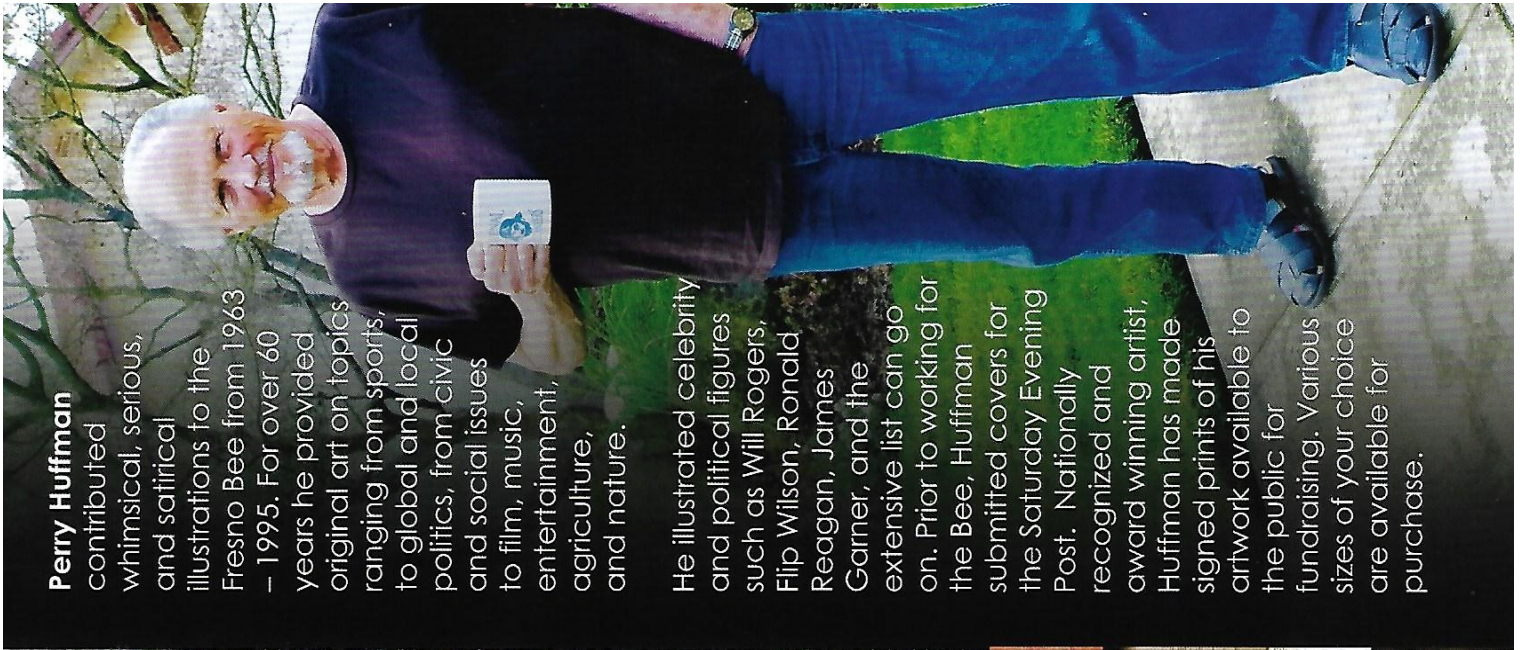 Perry Huffman
contributed
whimsical, serious,
and satirical
illustrations to the
Fresno Bee from 1963
– 1995. For over 60
years he provided
original art on topics
ranging from sports,
to global and local
politics, from civic
and social issues
to film, music,
entertainment,
agriculture,
and nature.
He illustrated celebrity
and political figures
such as Will Rogers,
Flip Wilson, Ronald
Reagan, James
Garner, and the
extensive list can go
on. Prior to working for
the Bee, Huffman
submitted covers for
the Saturday Evening
Post. Nationally
recognized and
award winning artist,
Huffman has made
signed prints of his
artwork available to
the public for
fundraising. Various
sizes of your choice
are available for
purchase.